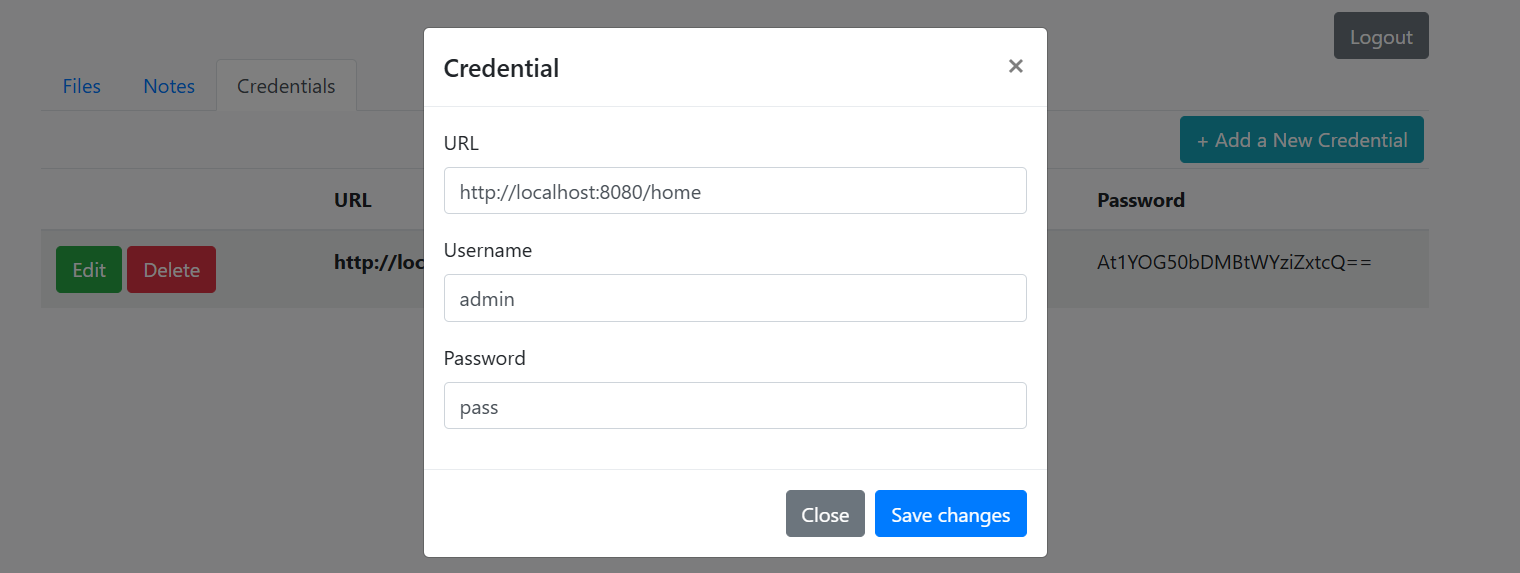 Logout
Files Notes Credentials
+ Add a New Credential
URL Password
Edit Delete http://loc At1YOG50bDMBtWYziZxtcQ==
Credential ×
URL
http://localhost:8080/home
Username
admin
Password
pass
Close Save changes